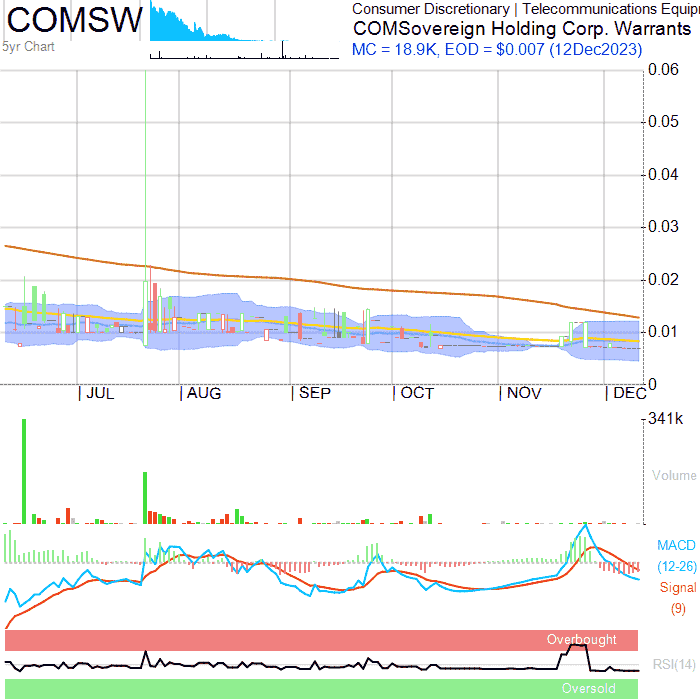 COMSW
5yr Chart
Consumer Discretionary | Telecommunications Equip
COMSovereign Holding Corp. Warrants
MC = 18.9K, EOD = $0.007 (12Dec2023)
0.06
0.05
0.04
0.03
0.02
0.01
0
JUL AUG SEP OCT NOV DEC
341k
Volume
MACD
(12-26)
Signal
(9)
Overbought
RSI(14)
Oversold